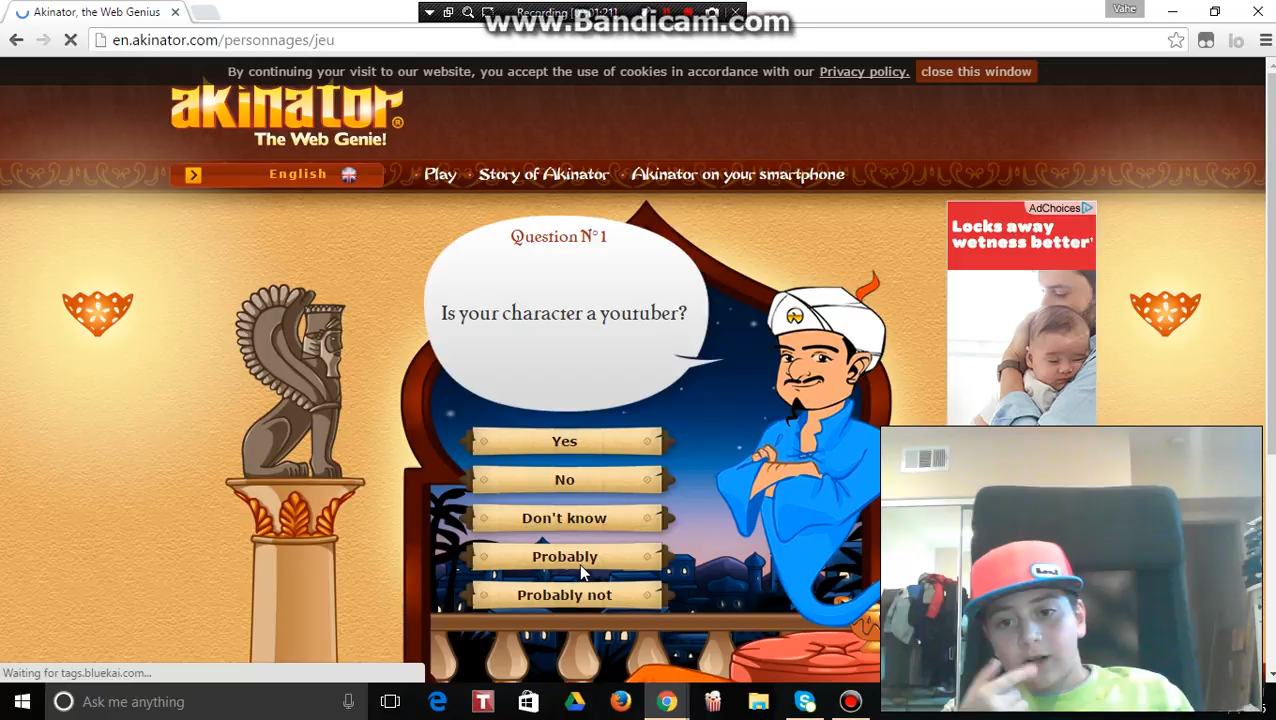 Akinator, the Web Genius
www.Bandicam.com
Vahe
en.akinator.com/personnages/jeu
By continuing your visit to our website, you accept the use of cookies in accordance with our Privacy policy.
close this window
akinator®
The Web Genie!
English
· Play · Story of Akinator · Akinator on your smartphone
AdChoices
Locks away
wetness better'
Question N°1
Is your character a youtuber?
Yes
No
Don't know
Probably
Probably not
Waiting for tags.bluekai.com...
Ask me anything